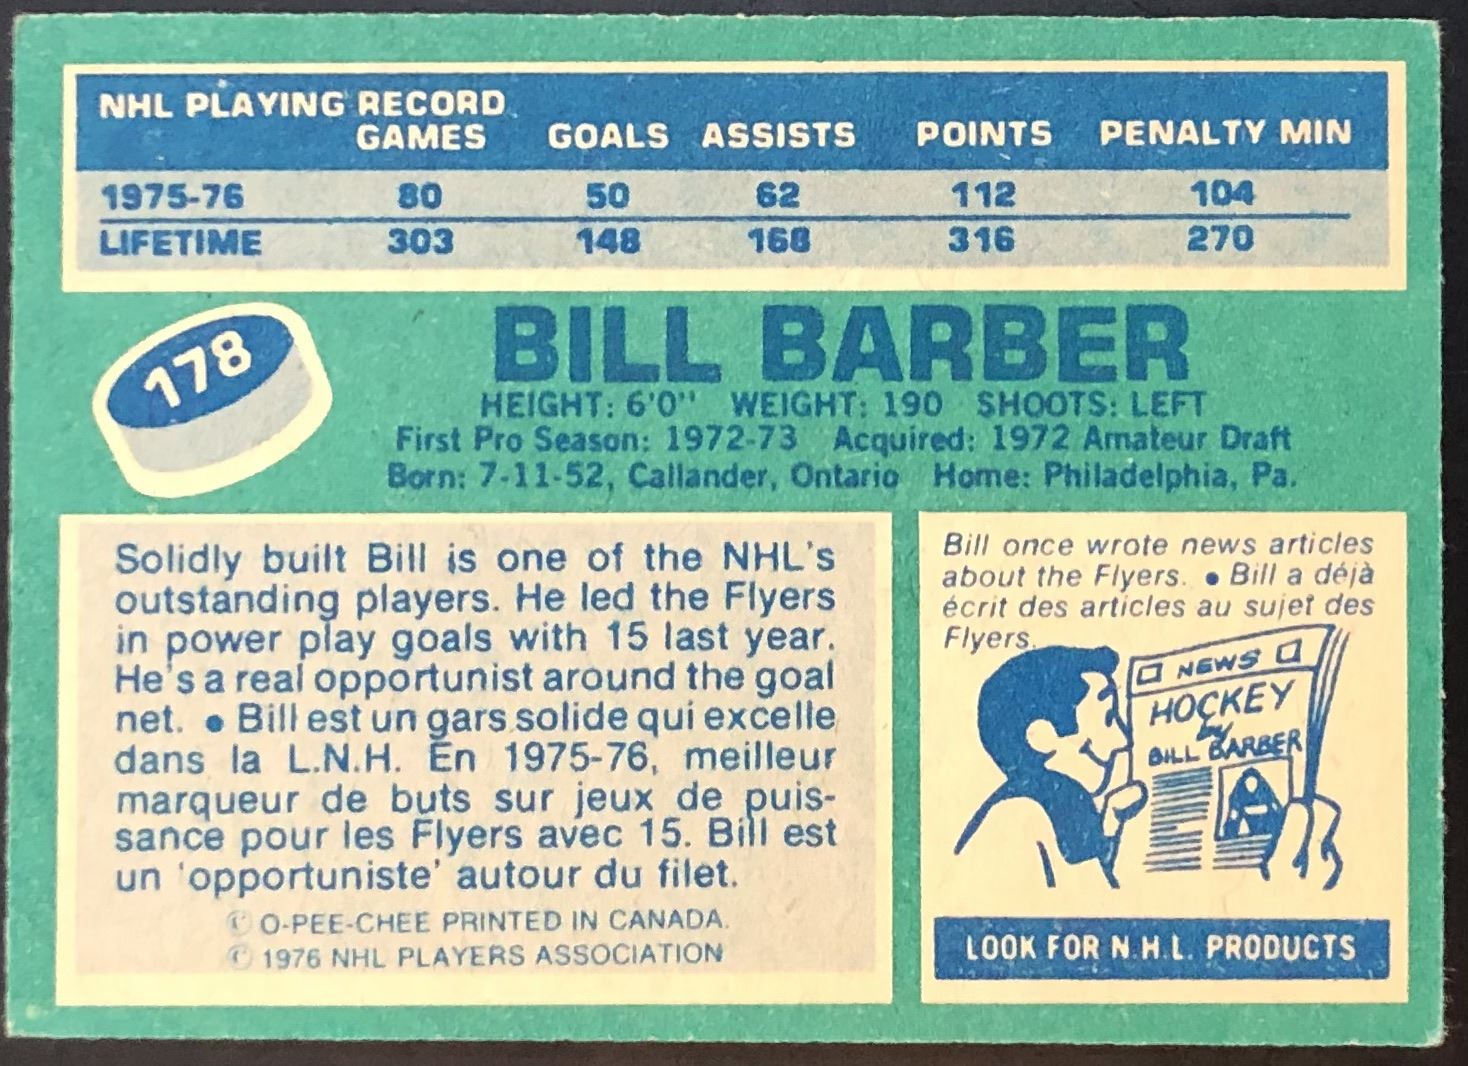 NHL PLAYING RECORD
GAMES GOALS ASSISTS POINTS PENALTY MIN
1975-76 80 50 62 112 104
LIFETIME 303 148 168 316 270
178
BILL BARBER
HEIGHT: 6'0" WEIGHT: 190 SHOOTS: LEFT
First Pro Season: 1972-73 Acquired: 1972 Amateur Draft
Born: 7-11-52, Callander, Ontario Home: Philadelphia, Pa.
Solidly built Bill is one of the NHL's
outstanding players. He led the Flyers
in power play goals with 15 last year.
He's a real opportunist around the goal
net. • Bill est un gars solide qui excelle
dans la L.N.H. En 1975-76, meilleur
marqueur de buts sur jeux de puis-
sance pour les Flyers avec 15. Bill est
un 'opportuniste' autour du filet.
© O-PEE-CHEE PRINTED IN CANADA.
© 1976 NHL PLAYERS ASSOCIATION
Bill once wrote news articles
about the Flyers. • Bill a déjà
écrit des articles au sujet des
Flyers.
NEWS
HOCKEY
by
BILL BARBER
LOOK FOR N.H.L. PRODUCTS